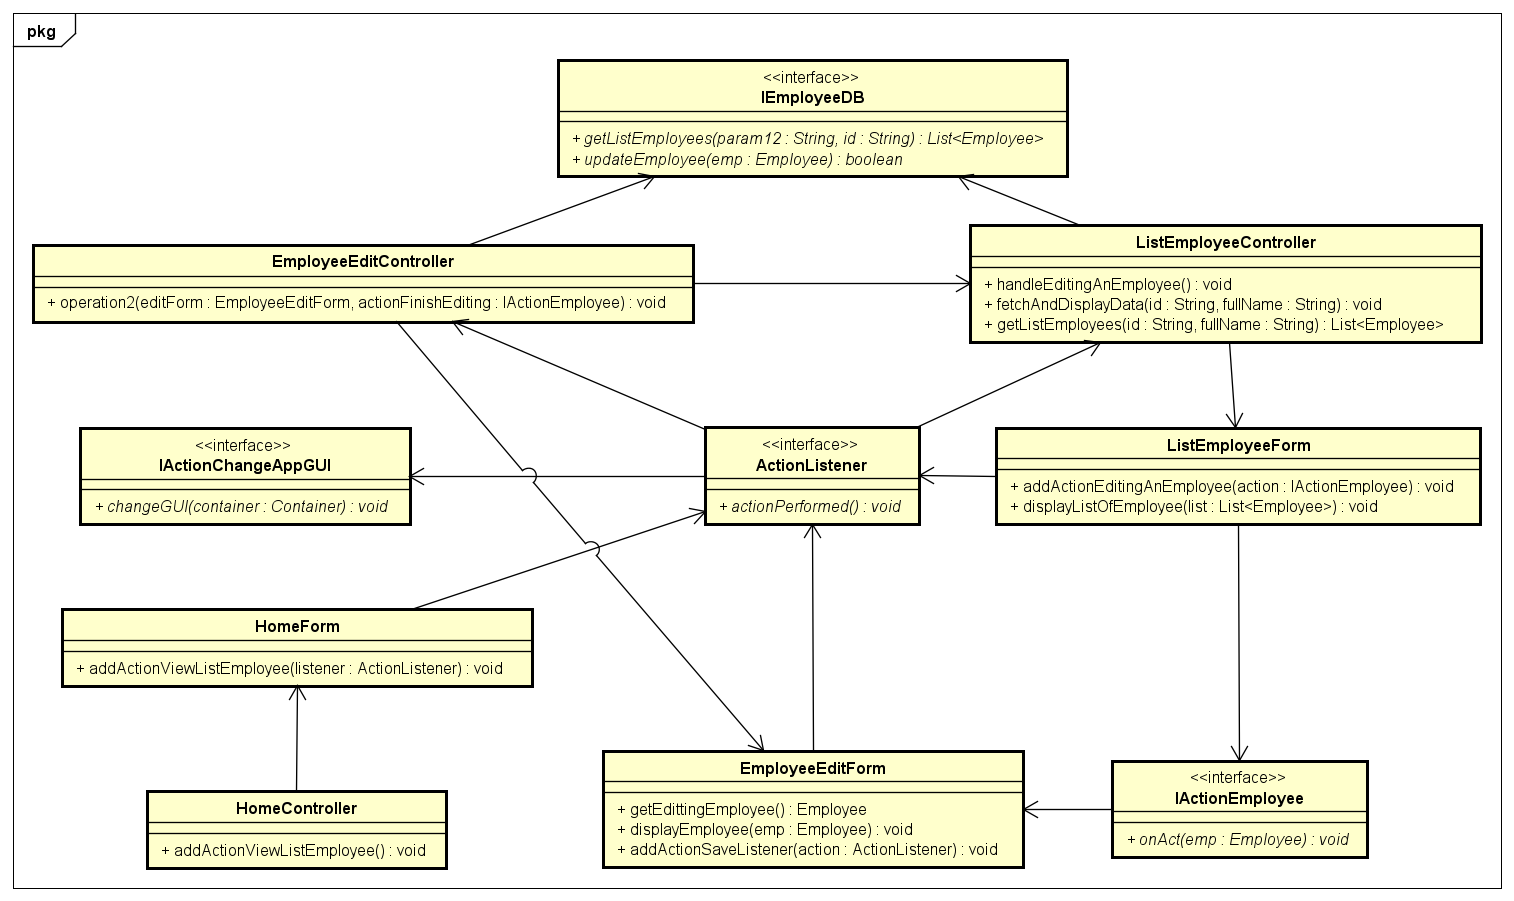 pkg
<<interface>>
IEmployeeDB
+ getListEmployees(param12 : String, id : String) : List<Employee>
+ updateEmployee(emp : Employee) : boolean
EmployeeEditController
+ operation2(editForm : EmployeeEditForm, actionFinishEditing : IActionEmployee) : void
ListEmployeeController
+ handleEditingAnEmployee() : void
+ fetchAndDisplayData(id : String, fullName : String) : void
+ getListEmployees(id : String, fullName : String) : List<Employee>
<<interface>>
IActionChangeAppGUI
+ changeGUI(container : Container) : void
<<interface>>
ActionListener
+ actionPerformed() : void
ListEmployeeForm
+ addActionEditingAnEmployee(action : IActionEmployee) : void
+ displayListOfEmployee(list : List<Employee>) : void
HomeForm
+ addActionViewListEmployee(listener : ActionListener) : void
HomeController
+ addActionViewListEmployee() : void
EmployeeEditForm
+ getEdittingEmployee() : Employee
+ displayEmployee(emp : Employee) : void
+ addActionSaveListener(action : ActionListener) : void
<<interface>>
IActionEmployee
+ onAct(emp : Employee) : void